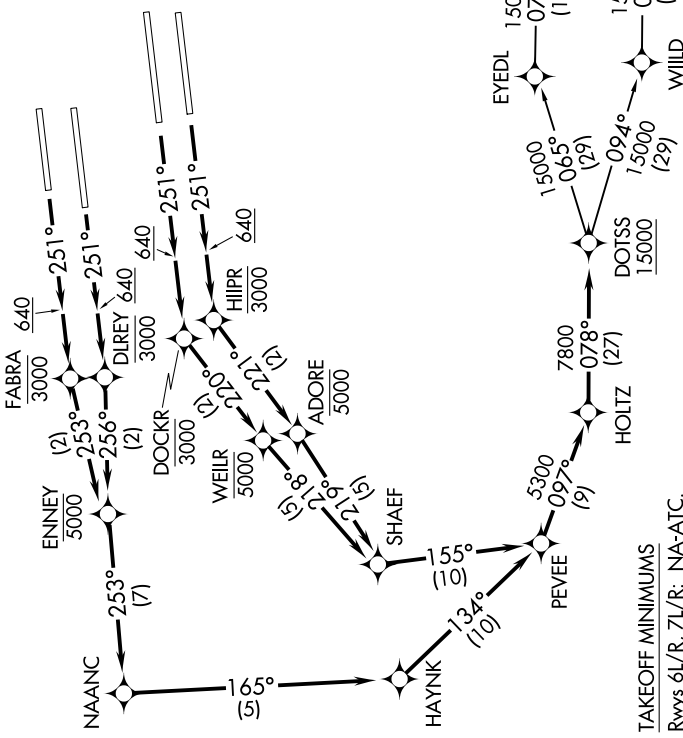 FABRA
3000
640
251°
251°
640
DLREY
3000
(2)
253°
256°
(2)
ENNEY
5000
253°
(7)
NAANC
165°
(5)
HAYNK
134°
(10)
251°
251°
640
640
HIIPR
3000
DOCKR
3000
220°
(2)
221°
(2)
WEILR
5000
ADORE
5000
218°
(5)
219°
(5)
SHAEF
155°
(10)
PEVEE
5300
097°
(9)
HOLTZ
7800
078°
(27)
DOTSS
15000
15000
065°
(29)
EYEDL
094°
15000
(29)
WIILD
TAKEOFF MINIMUMS
Rwys 6L/R, 7L/R: NA-ATC.